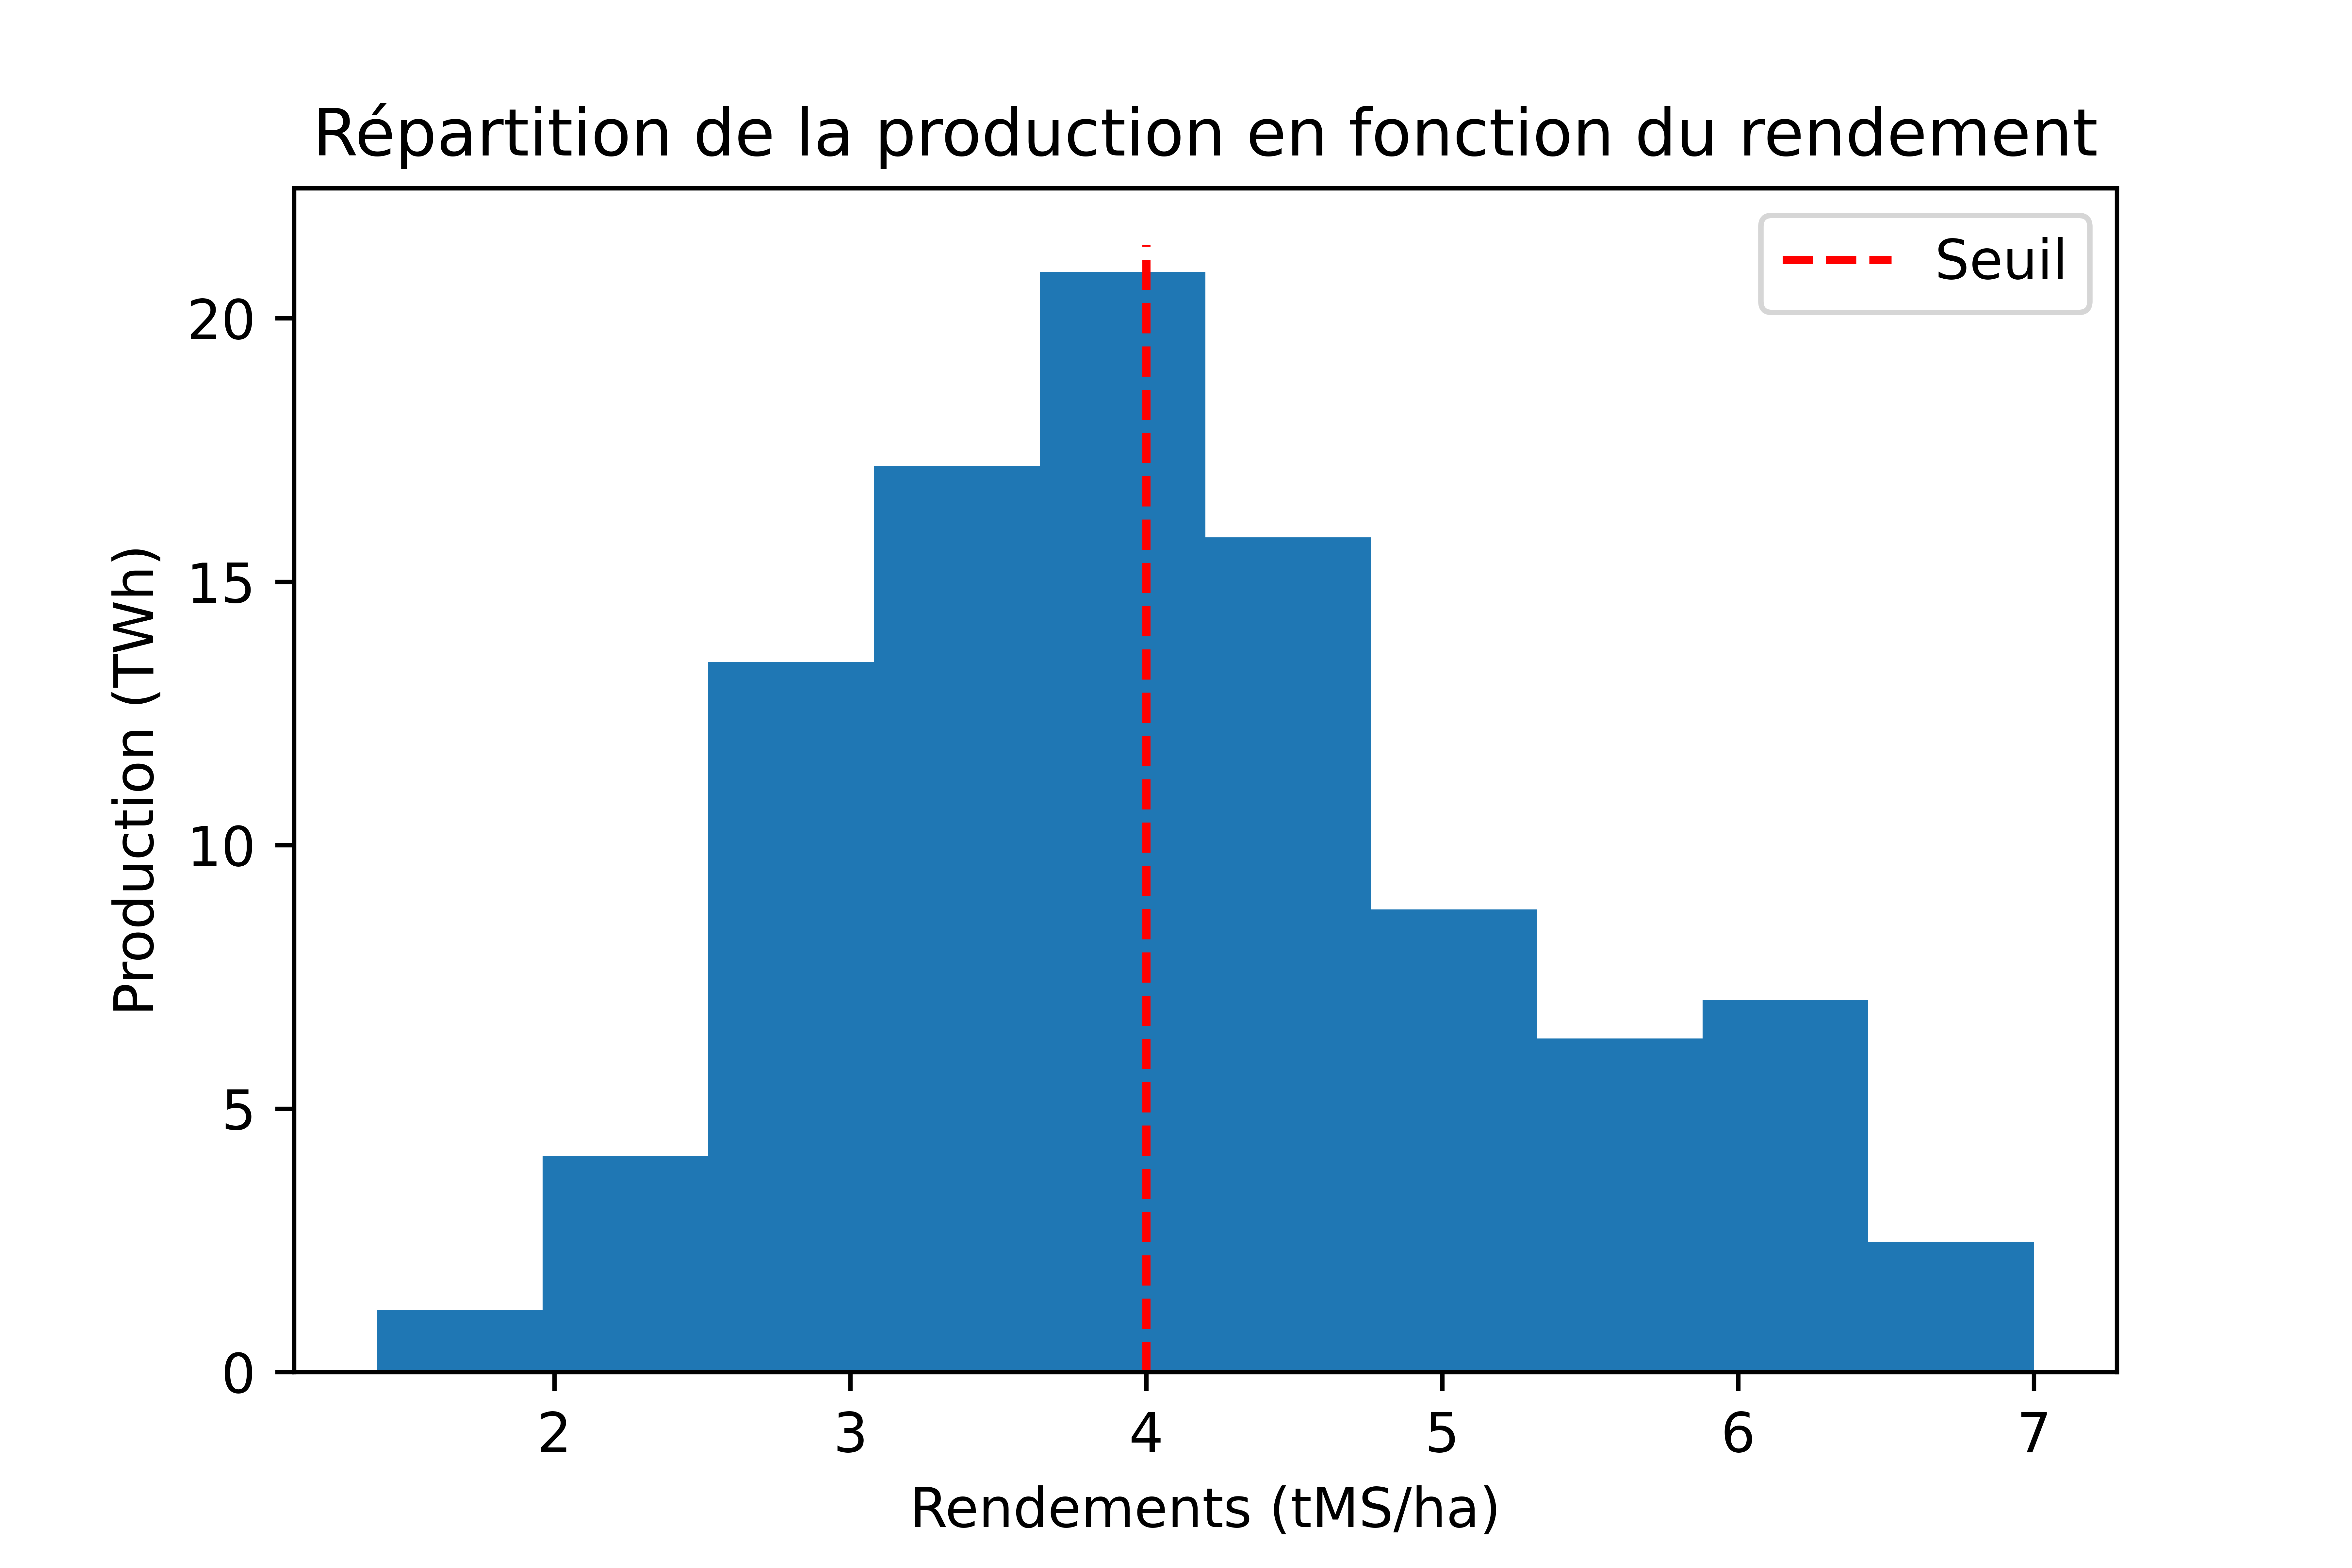 Répartition de la production en fonction du rendement
Seuil
Production (TWh)
20
15
10
5
0
2 3 4 5 6 7
Rendements (tMS/ha)